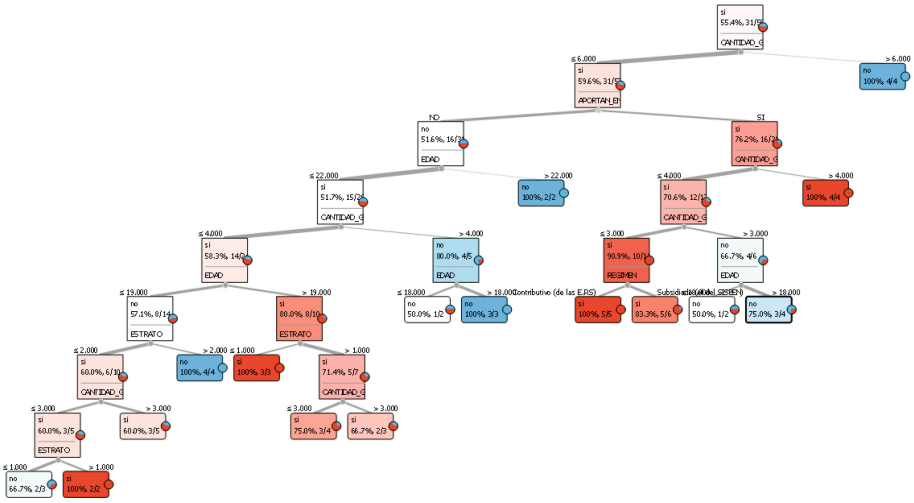 si
55.4%, 31/5
CANTIDAD_G
≤ 6.000
> 6.000
si
59.6%, 31/5
APORTAN_EN
no
100%, 4/4
NO
SI
no
51.6%, 16/3
EDAD
si
76.2%, 16/2
CANTIDAD_G
≤ 22.000
> 22.000
≤ 4.000
> 4.000
si
51.7%, 15/2
CANTIDAD_G
no
100%, 2/2
si
70.6%, 12/1
CANTIDAD_G
si
100%, 4/4
≤ 4.000
> 4.000
≤ 3.000
> 3.000
si
58.3%, 14/2
EDAD
no
80.0%, 4/5
EDAD
si
90.9%, 10/1
REGIMEN
no
66.7%, 4/6
EDAD
≤ 19.000
> 19.000
≤ 18.000
> 18.000
Contributivo (de las E.P.S)
> 18.000
no
57.1%, 8/14
ESTRATO
si
80.0%, 8/10
ESTRATO
no
50.0%, 1/2
no
100%, 3/3
si
100%, 5/5
si
83.3%, 5/6
no
50.0%, 1/2
no
75.0%, 3/4
≤ 2.000
> 2.000
≤ 1.000
> 1.000
si
60.0%, 6/10
CANTIDAD_G
no
100%, 4/4
si
100%, 3/3
si
71.4%, 5/7
CANTIDAD_G
≤ 3.000
> 3.000
≤ 3.000
> 3.000
si
60.0%, 3/5
ESTRATO
si
60.0%, 3/5
si
75.0%, 3/4
si
66.7%, 2/3
≤ 1.000
> 1.000
no
66.7%, 2/3
si
100%, 2/2